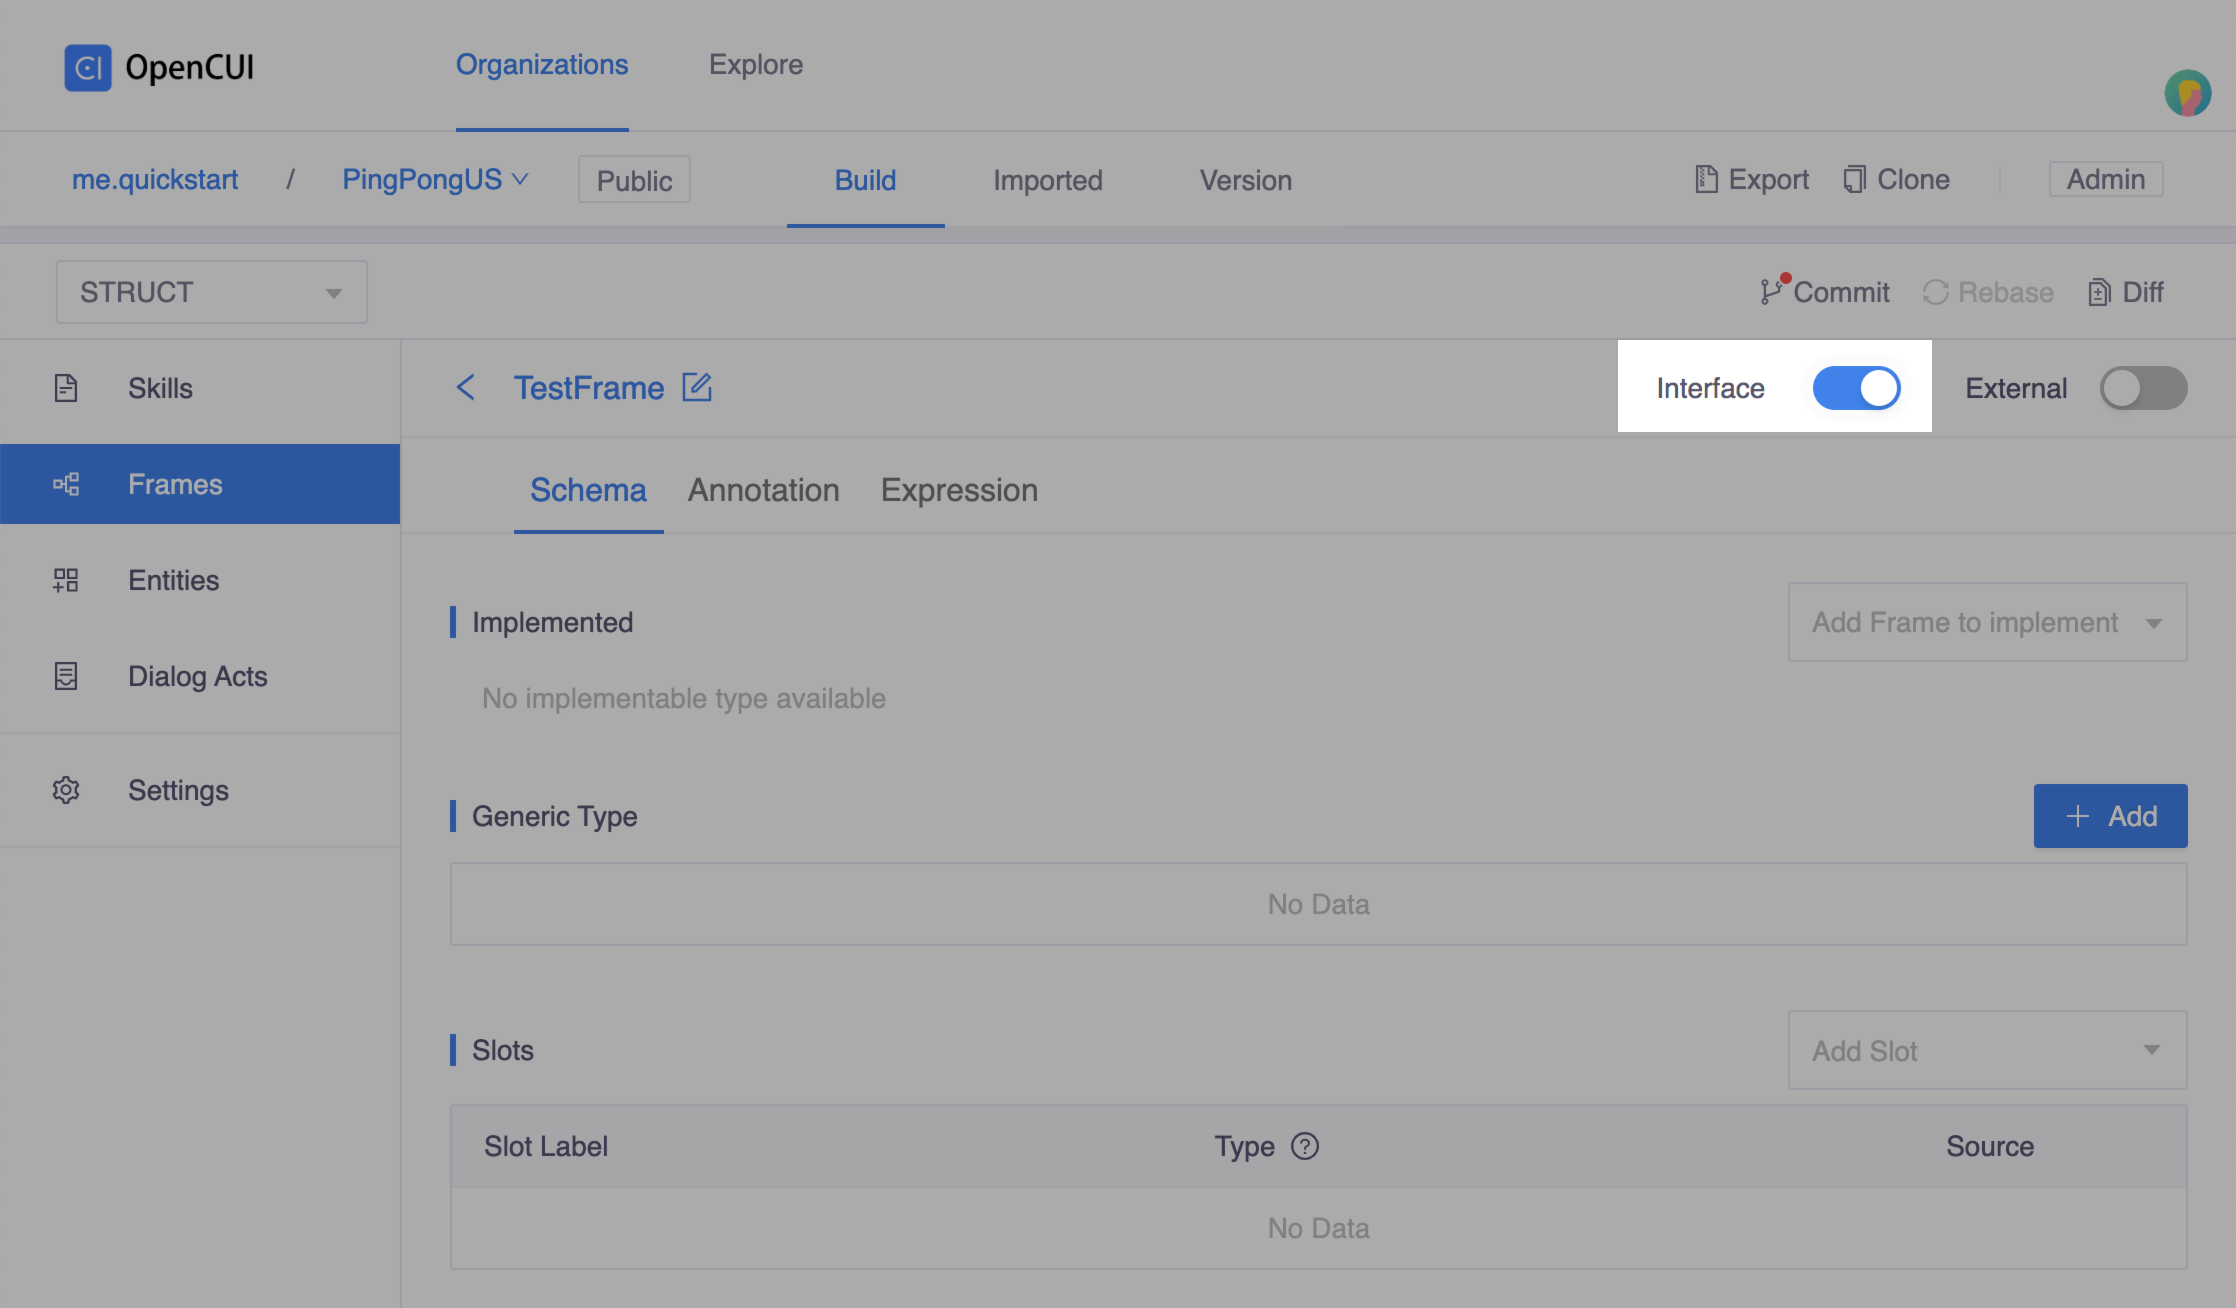 OpenCUI
Organizations Explore
me.quickstart / PingPongUS Public Build Imported Version Export Clone Admin
STRUCT Commit Rebase Diff
Skills
Frames
Entities
Dialog Acts
Settings
TestFrame Interface External
Schema Annotation Expression
Implemented Add Frame to implement
No implementable type available
Generic Type + Add
No Data
Slots Add Slot
Slot Label Type ? Source
No Data